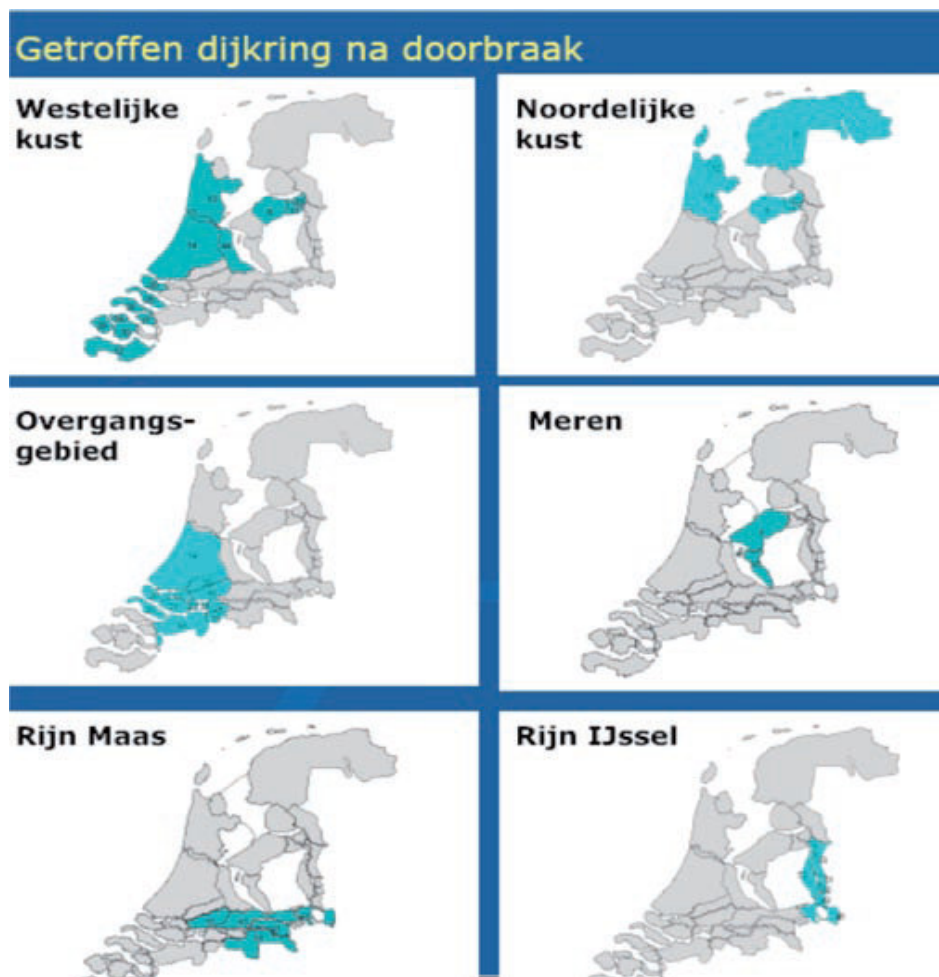 Getroffen dijkring na doorbraak
Westelijke
kust
Noordelijke
kust
Overgangs-
gebied
Meren
Rijn Maas
Rijn IJssel